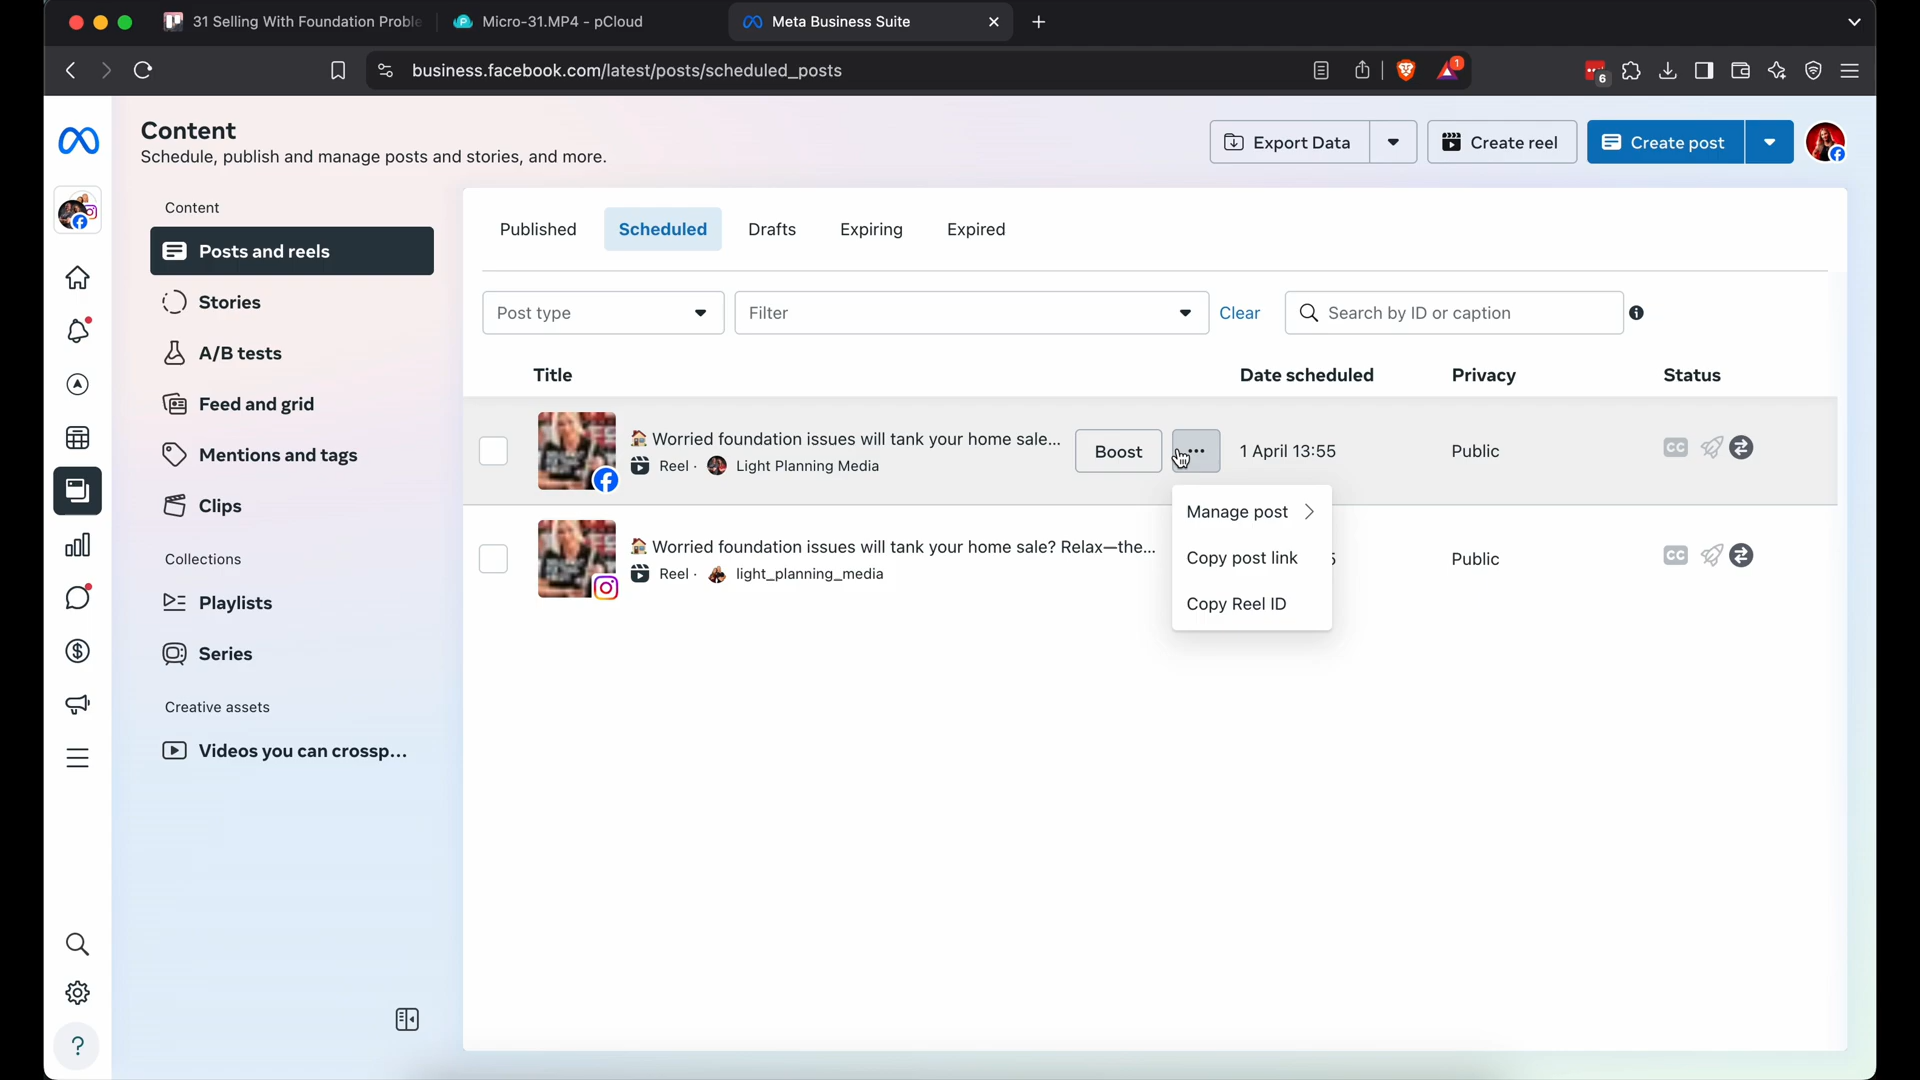 31 Selling With Foundation Proble
Micro-31.MP4 - pCloud
Meta Business Suite
business.facebook.com/latest/posts/scheduled_posts
1
6
Content
Schedule, publish and manage posts and stories, and more.
Export Data
Create reel
Create post
Content
Posts and reels
Stories
A/B tests
Feed and grid
Mentions and tags
Clips
Collections
Playlists
Series
Creative assets
Videos you can crossp...
Published
Scheduled
Drafts
Expiring
Expired
Post type
Filter
Clear
Search by ID or caption
Title
Date scheduled
Privacy
Status
Worried foundation issues will tank your home sale...
Reel · Light Planning Media
Boost
1 April 13:55
Public
CC
Manage post
Copy post link
Copy Reel ID
Worried foundation issues will tank your home sale? Relax—the...
Reel · light_planning_media
5
Public
CC